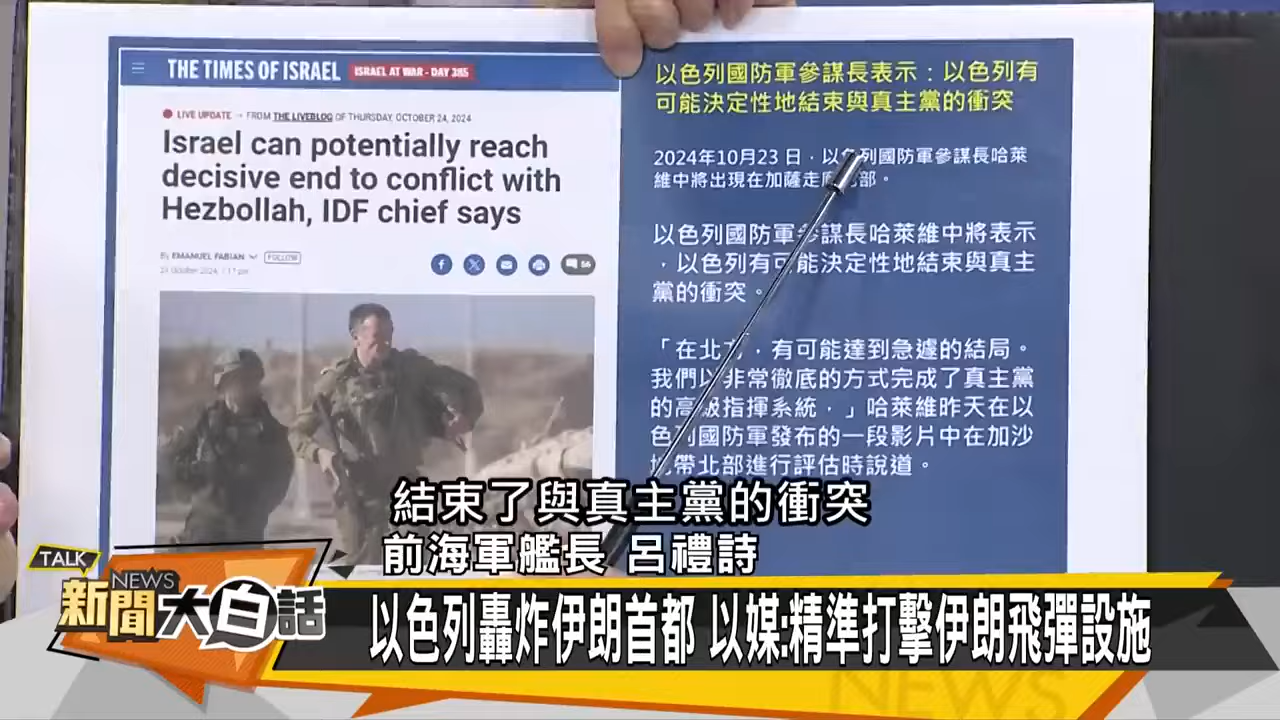 THE TIMES OF ISRAEL
ISRAEL AT WAR - DAY 385
LIVE UPDATE → FROM THE LIVEBLOG OF THURSDAY, OCTOBER 24, 2024
Israel can potentially reach
decisive end to conflict with
Hezbollah, IDF chief says
By EMANUEL FABIAN
FOLLOW
October 2024,
以色列國防軍參謀長表示：以色列有
可能決定性地結束與真主黨的衝突
2024年10月23 日，以色列國防軍參謀長哈萊
維中將出現在加薩走廊北部。
以色列國防軍參謀長哈萊維中將表示
，以色列有可能決定性地結束與真主
黨的衝突。
「在北方，有可能達到急遽的結局。
我們以非常徹底的方式完成了真主黨
的高級指揮系統，」哈萊維昨天在以
色列國防軍發布的一段影片中在加沙
地帶北部進行評估時說道。
結束了與真主黨的衝突
前海軍艦長 呂禮詩
TALK
NEWS
新聞大白話
以色列轟炸伊朗首都 以媒:精準打擊伊朗飛彈設施
NEWS